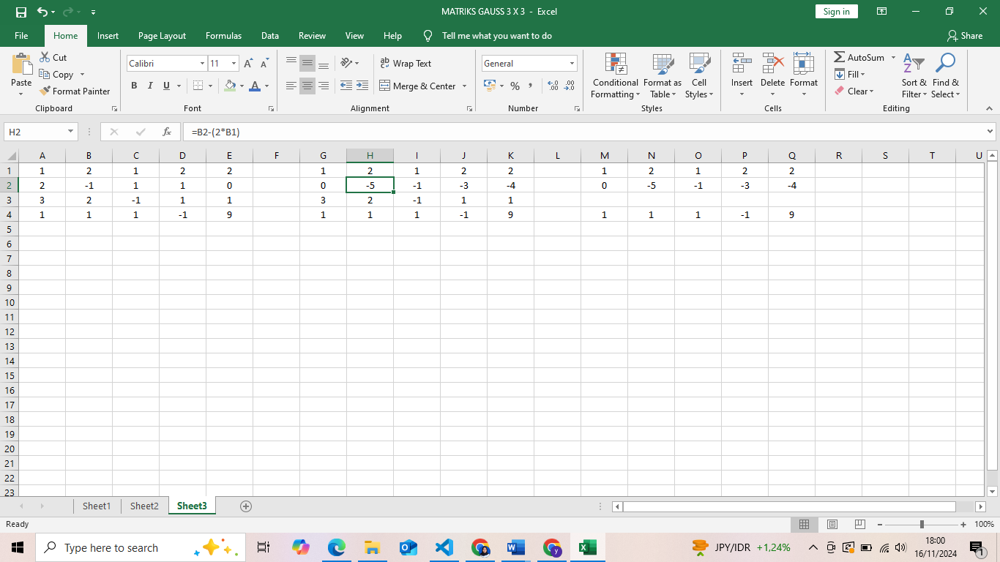 MATRIKS GAUSS 3 X 3 - Excel
Sign in
File Home Insert Page Layout Formulas Data Review View Help Tell me what you want to do Share
Paste
Cut
Copy
Format Painter
Clipboard
Calibri 11
B I U
Font
Wrap Text
Merge & Center
Alignment
General
Number
Conditional Formatting
Format as Table
Cell Styles
Styles
Insert Delete Format
Cells
AutoSum
Fill
Clear
Sort & Filter
Find & Select
Editing
H2 fx =B2-(2*B1)
A B C D E F G H I J K L M N O P Q R S T U
1 1 2 1 2 2 1 2 1 2 2 1 2 1 2 2
2 2 -1 1 1 0 0 -5 -1 -3 -4 0 -5 -1 -3 -4
3 3 2 -1 1 1 3 2 -1 1 1
4 1 1 1 -1 9 1 1 1 -1 9 1 1 1 -1 9
5
6
7
8
9
10
11
12
13
14
15
16
17
18
19
20
21
22
23
Sheet1 Sheet2 Sheet3
Ready
100%
Type here to search
JPY/IDR +1,24%
18:00
16/11/2024
1